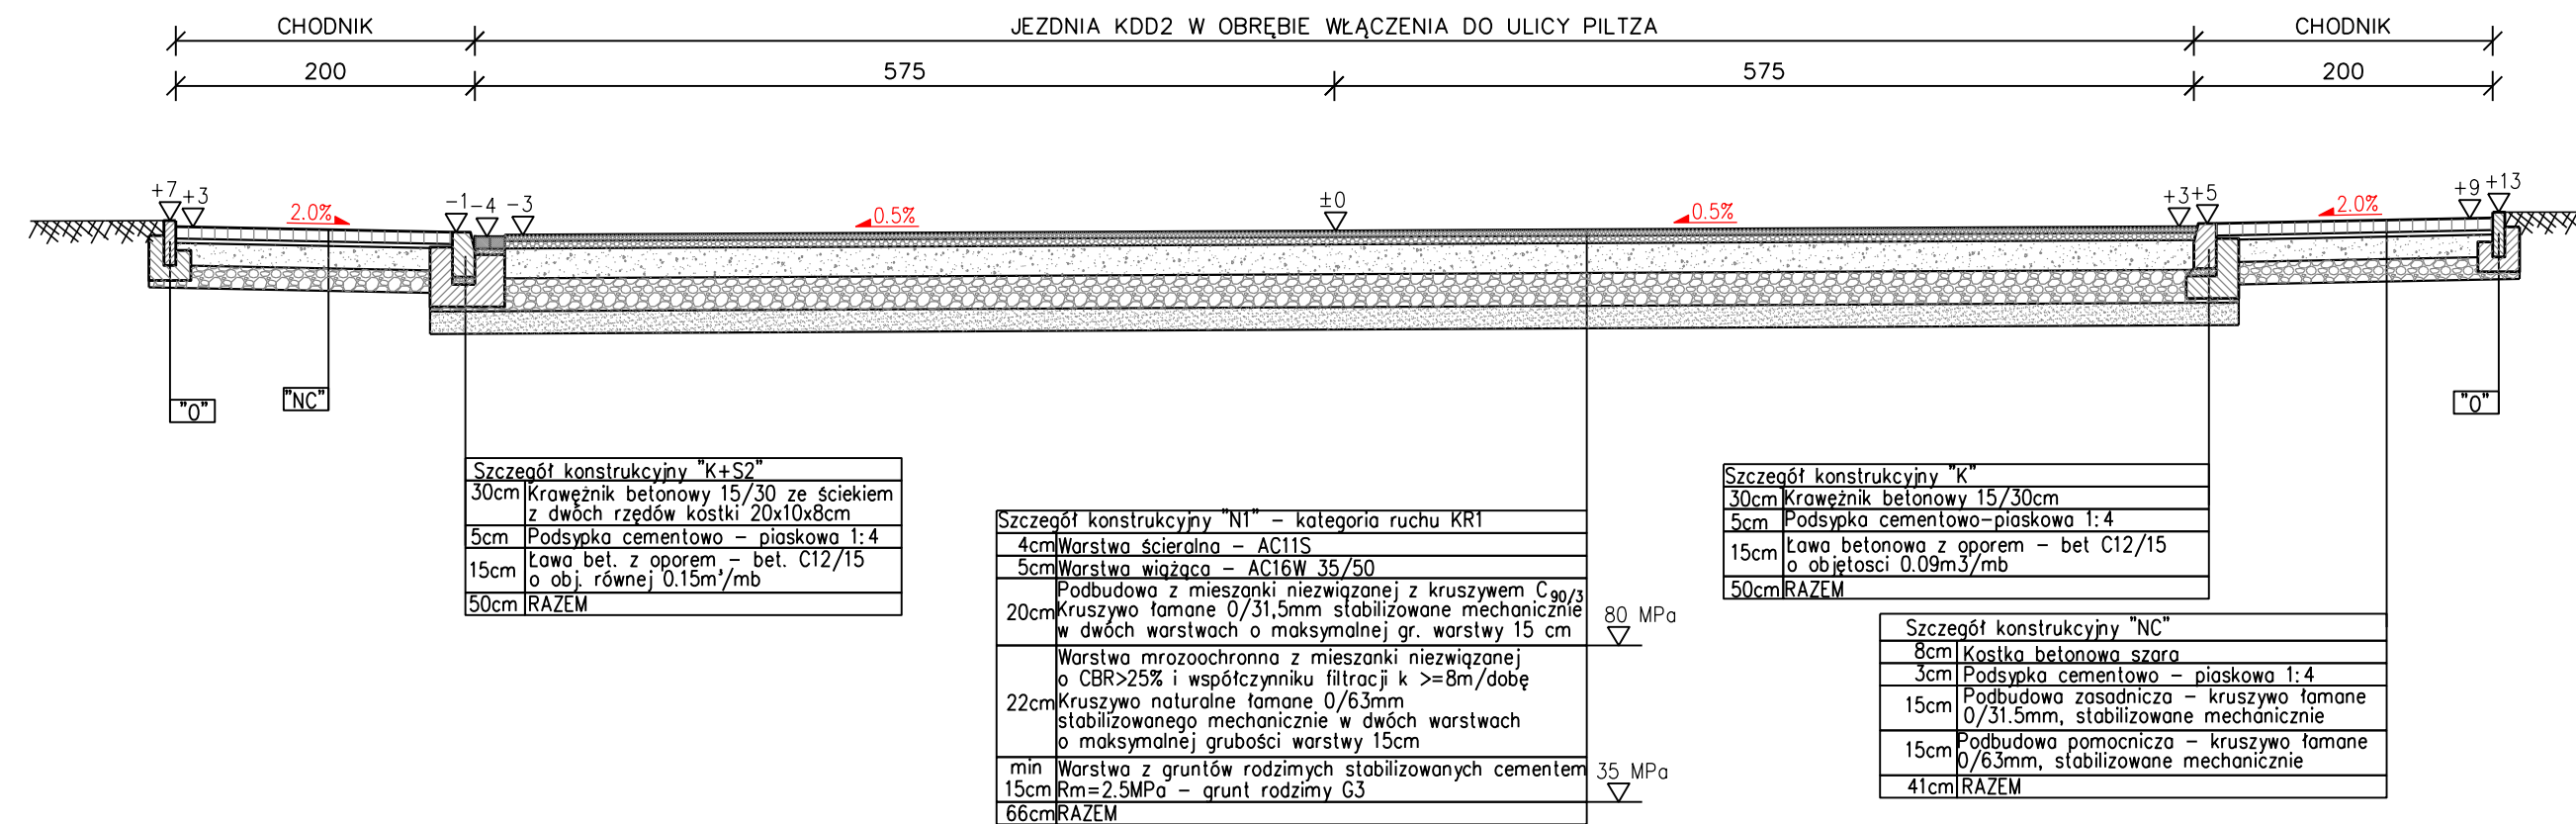 CHODNIK JEZDNIA KDD2 W OBRĘBIE WŁĄCZENIA DO ULICY PILTZA CHODNIK
200 575 575 200
+7 +3 2.0% -1 -4 -3 0.5% ±0 0.5% +3 +5 2.0% +9 +13
"O" "NC" "O"
Szczegół konstrukcyjny "K+S2"
30cm Krawężnik betonowy 15/30 ze ściekiem
z dwóch rzędów kostki 20x10x8cm
5cm Podsypka cementowo – piaskowa 1:4
15cm Ława bet. z oporem – bet. C12/15
o obj. równej 0.15m³/mb
50cm RAZEM
Szczegół konstrukcyjny "N1" – kategoria ruchu KR1
4cm Warstwa ścieralna – AC11S
5cm Warstwa wiążąca – AC16W 35/50
20cm Podbudowa z mieszanki niezwiązanej z kruszywem C90/3
Kruszywo łamane 0/31,5mm stabilizowane mechanicznie
w dwóch warstwach o maksymalnej gr. warstwy 15 cm
80 MPa
22cm Warstwa mrozoochronna z mieszanki niezwiązanej
o CBR>25% i współczynniku filtracji k >=8m/dobę
Kruszywo naturalne łamane 0/63mm
stabilizowanego mechanicznie w dwóch warstwach
o maksymalnej grubości warstwy 15cm
min 15cm Warstwa z gruntów rodzimych stabilizowanych cementem
Rm=2.5MPa – grunt rodzimy G3
35 MPa
66cm RAZEM
Szczegół konstrukcyjny "K"
30cm Krawężnik betonowy 15/30cm
5cm Podsypka cementowo-piaskowa 1:4
15cm Ława betonowa z oporem – bet C12/15
o objętosci 0.09m3/mb
50cm RAZEM
Szczegół konstrukcyjny "NC"
8cm Kostka betonowa szara
3cm Podsypka cementowo – piaskowa 1:4
15cm Podbudowa zasadnicza – kruszywo łamane
0/31.5mm, stabilizowane mechanicznie
15cm Podbudowa pomocnicza – kruszywo łamane
0/63mm, stabilizowane mechanicznie
41cm RAZEM